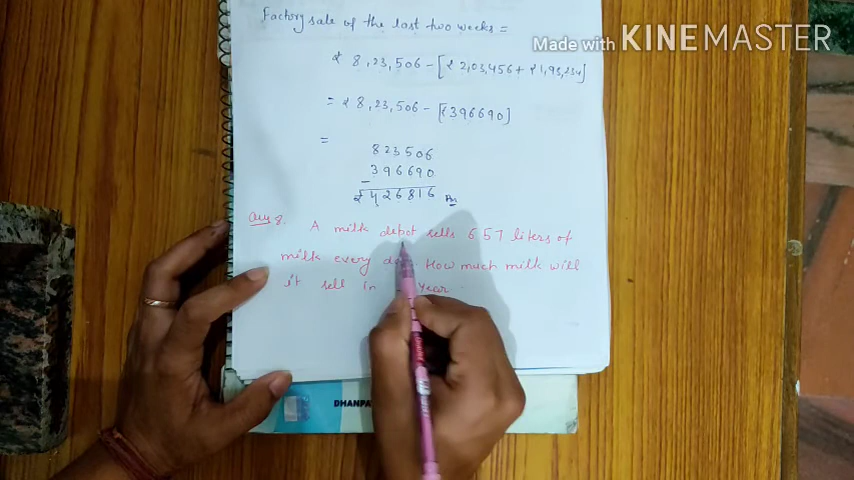 Factory sale of the last two weeks =
Made with KINEMASTER
₹ 8,23,506 - [₹ 2,03,456 + ₹ 1,93,234]
= ₹ 8,23,506 - [₹ 396690]
=
823506
396690
-
₹ 426816 Ans
Ques 8. A milk depot sells 657 liters of
milk every . How much milk will
it sell in year.
DHANPA